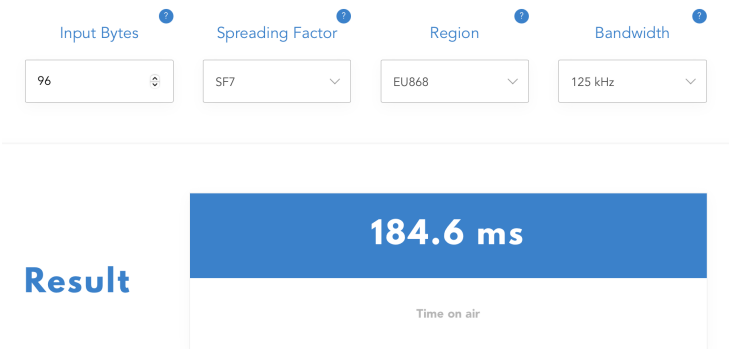 ? ? ? ?
Input Bytes Spreading Factor Region Bandwidth
96 SF7 EU868 125 kHz
184.6 ms
Result
Time on air